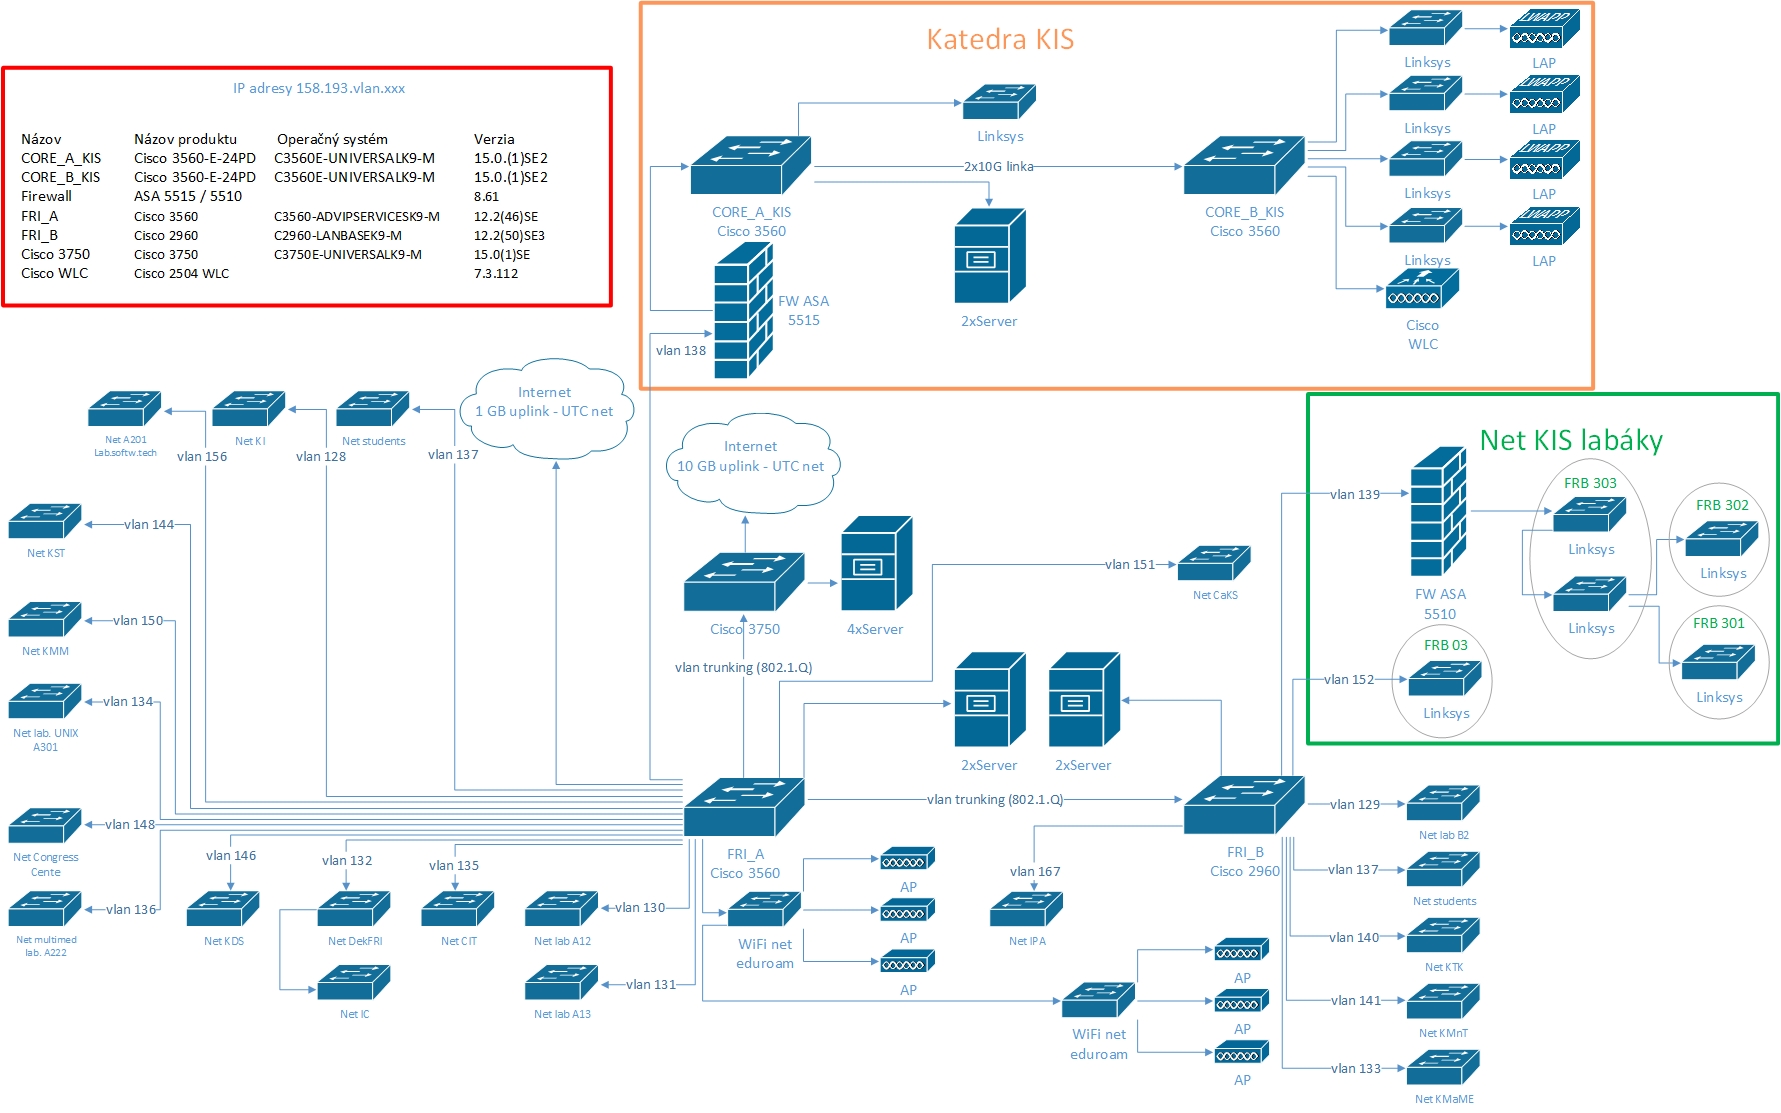 Katedra KIS
IP adresy 158.193.vlan.xxx
Názov Názov produktu Operačný systém Verzia
CORE_A_KIS Cisco 3560-E-24PD C3560E-UNIVERSALK9-M 15.0.(1)SE2
CORE_B_KIS Cisco 3560-E-24PD C3560E-UNIVERSALK9-M 15.0.(1)SE2
Firewall ASA 5515 / 5510 8.61
FRI_A Cisco 3560 C3560-ADVIPSERVICESK9-M 12.2(46)SE
FRI_B Cisco 2960 C2960-LANBASEK9-M 12.2(50)SE3
Cisco 3750 Cisco 3750 C3750E-UNIVERSALK9-M 15.0(1)SE
Cisco WLC Cisco 2504 WLC 7.3.112
Linksys
2x10G linka
CORE_A_KIS
Cisco 3560
CORE_B_KIS
Cisco 3560
FW ASA
5515
2xServer
vlan 138
LWAPP
Linksys
LAP
LWAPP
Linksys
LAP
LWAPP
Linksys
LAP
LWAPP
Linksys
LAP
Cisco
WLC
Internet
1 GB uplink - UTC net
Internet
10 GB uplink - UTC net
Net A201
Lab.softw.tech
vlan 156
Net KI
vlan 128
Net students
vlan 137
vlan 144
Net KST
vlan 150
Net KMM
vlan 134
Net lab. UNIX
A301
vlan 148
Net Congress
Cente
vlan 136
Net multimed
lab. A222
vlan 146
Net KDS
vlan 132
Net DekFRI
Net IC
vlan 135
Net CIT
vlan 130
Net lab A12
vlan 131
Net lab A13
Cisco 3750
4xServer
vlan trunking (802.1.Q)
vlan 151
Net CaKS
2xServer
2xServer
vlan trunking (802.1.Q)
FRI_A
Cisco 3560
FRI_B
Cisco 2960
WiFi net
eduroam
AP
AP
AP
vlan 167
Net IPA
WiFi net
eduroam
AP
AP
AP
Net KIS labáky
vlan 139
FW ASA
5510
FRB 303
Linksys
Linksys
FRB 302
Linksys
FRB 301
Linksys
vlan 152
FRB 03
Linksys
vlan 129
Net lab B2
vlan 137
Net students
vlan 140
Net KTK
vlan 141
Net KMnT
vlan 133
Net KMaME